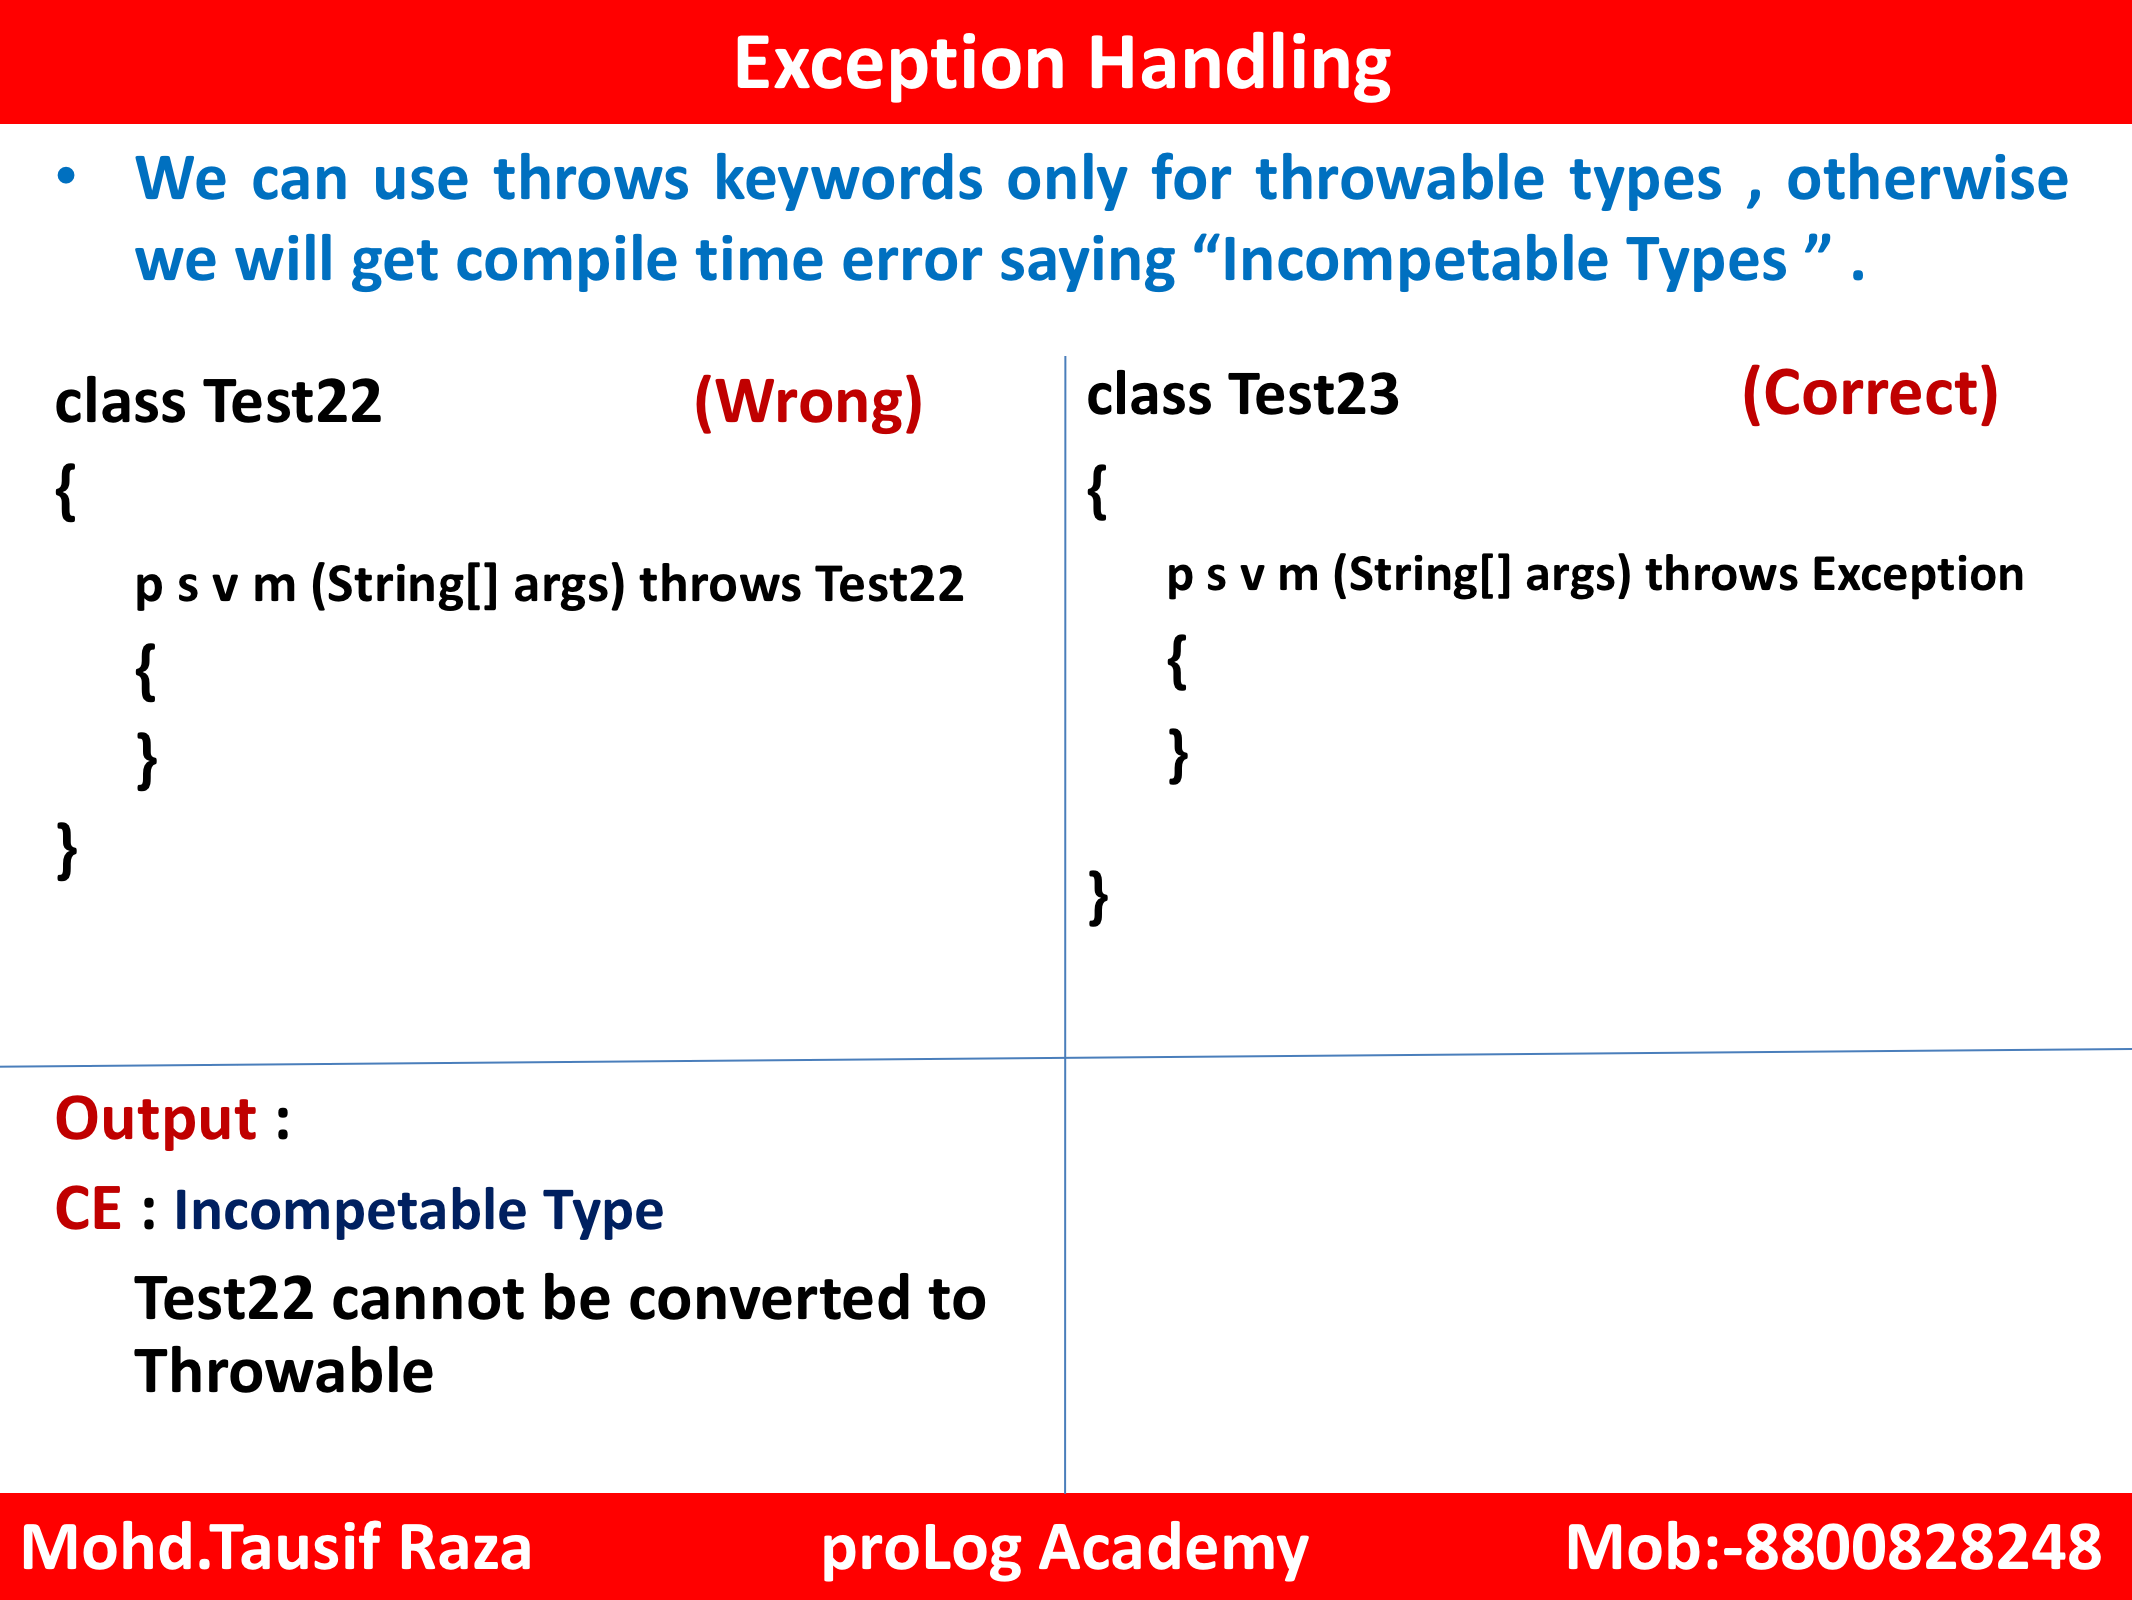 Exception Handling
• We can use throws keywords only for throwable types , otherwise
we will get compile time error saying “Incompetable Types ” .
class Test22 (Wrong)
{
p s v m (String[] args) throws Test22
{
}
}
class Test23 (Correct)
{
p s v m (String[] args) throws Exception
{
}
}
Output :
CE : Incompetable Type
Test22 cannot be converted to
Throwable
Mohd.Tausif Raza proLog Academy Mob:-8800828248